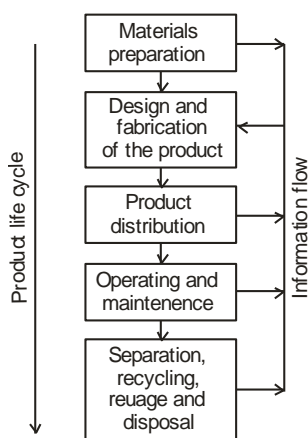 Materials
preparation
Design and
fabrication
of the product
Product
distribution
Operating and
maintenence
Separation,
recycling,
reuage and
disposal
Product life cycle
Information flow